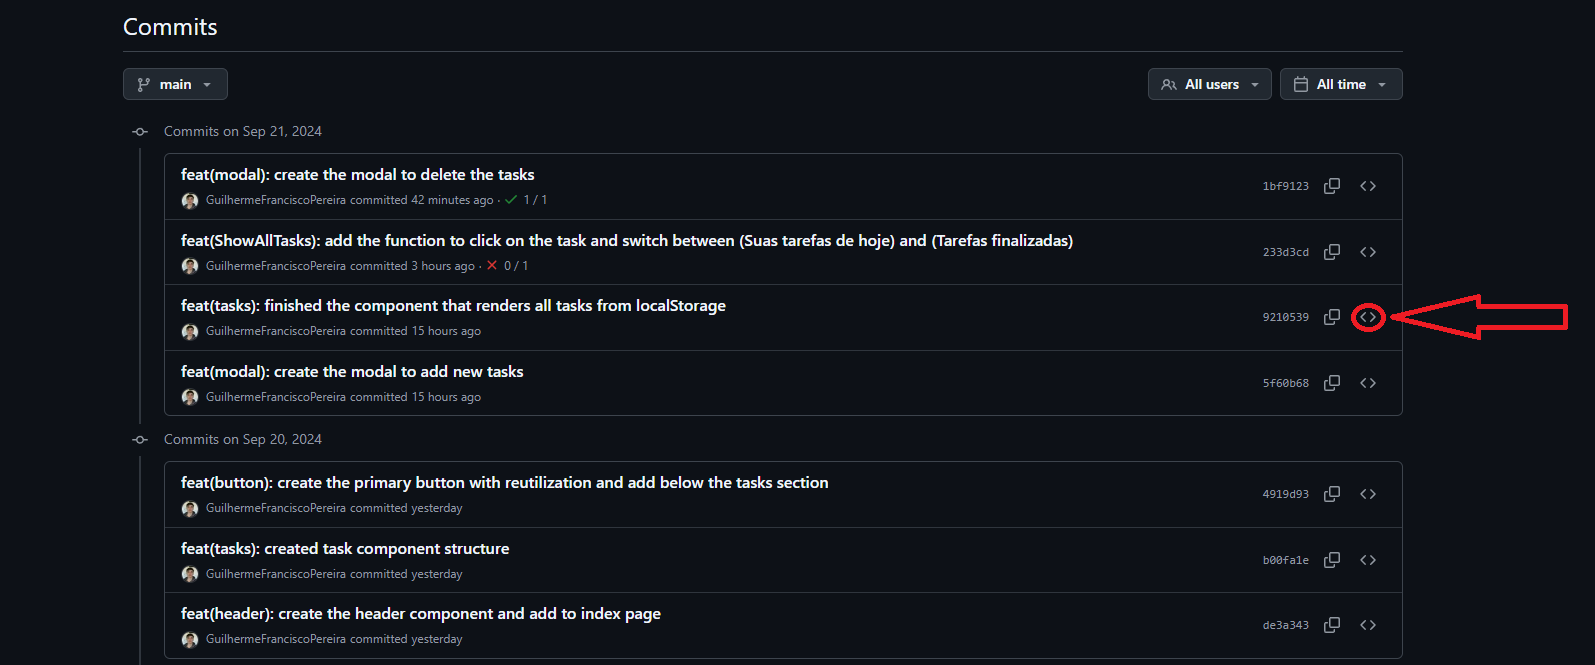 Commits
main
All users
All time
Commits on Sep 21, 2024
feat(modal): create the modal to delete the tasks
GuilhermeFranciscoPereira committed 42 minutes ago · 1 / 1
1bf9123
feat(ShowAllTasks): add the function to click on the task and switch between (Suas tarefas de hoje) and (Tarefas finalizadas)
GuilhermeFranciscoPereira committed 3 hours ago · 0 / 1
233d3cd
feat(tasks): finished the component that renders all tasks from localStorage
GuilhermeFranciscoPereira committed 15 hours ago
9210539
feat(modal): create the modal to add new tasks
GuilhermeFranciscoPereira committed 15 hours ago
5f60b68
Commits on Sep 20, 2024
feat(button): create the primary button with reutilization and add below the tasks section
GuilhermeFranciscoPereira committed yesterday
4919d93
feat(tasks): created task component structure
GuilhermeFranciscoPereira committed yesterday
b00fa1e
feat(header): create the header component and add to index page
GuilhermeFranciscoPereira committed yesterday
de3a343